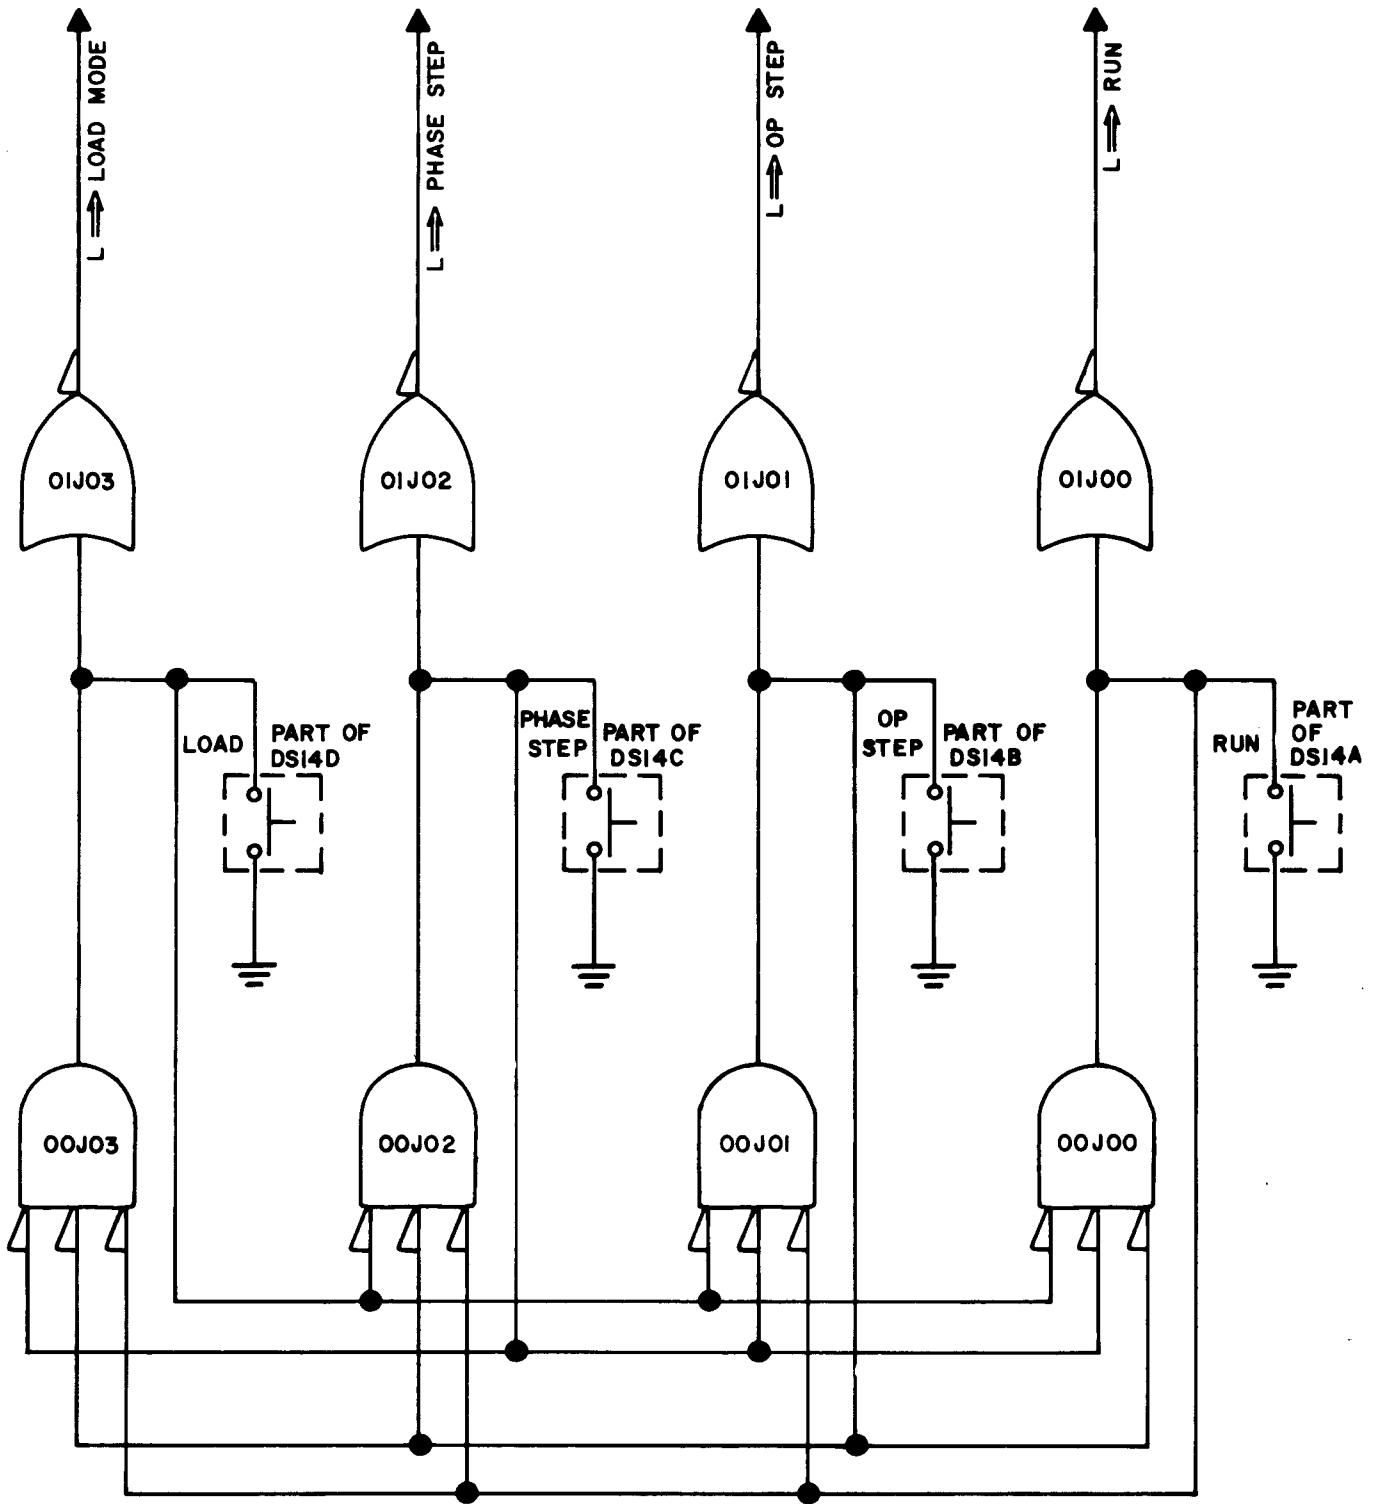 L ⟹ LOAD MODE
L ⟹ PHASE STEP
L ⟹ OP STEP
L ⟹ RUN
01J03
01J02
01J01
01J00
LOAD
PART OF
DS14D
PHASE
STEP
PART OF
DS14C
OP
STEP
PART OF
DS14B
RUN
PART
OF
DS14A
00J03
00J02
00J01
00J00